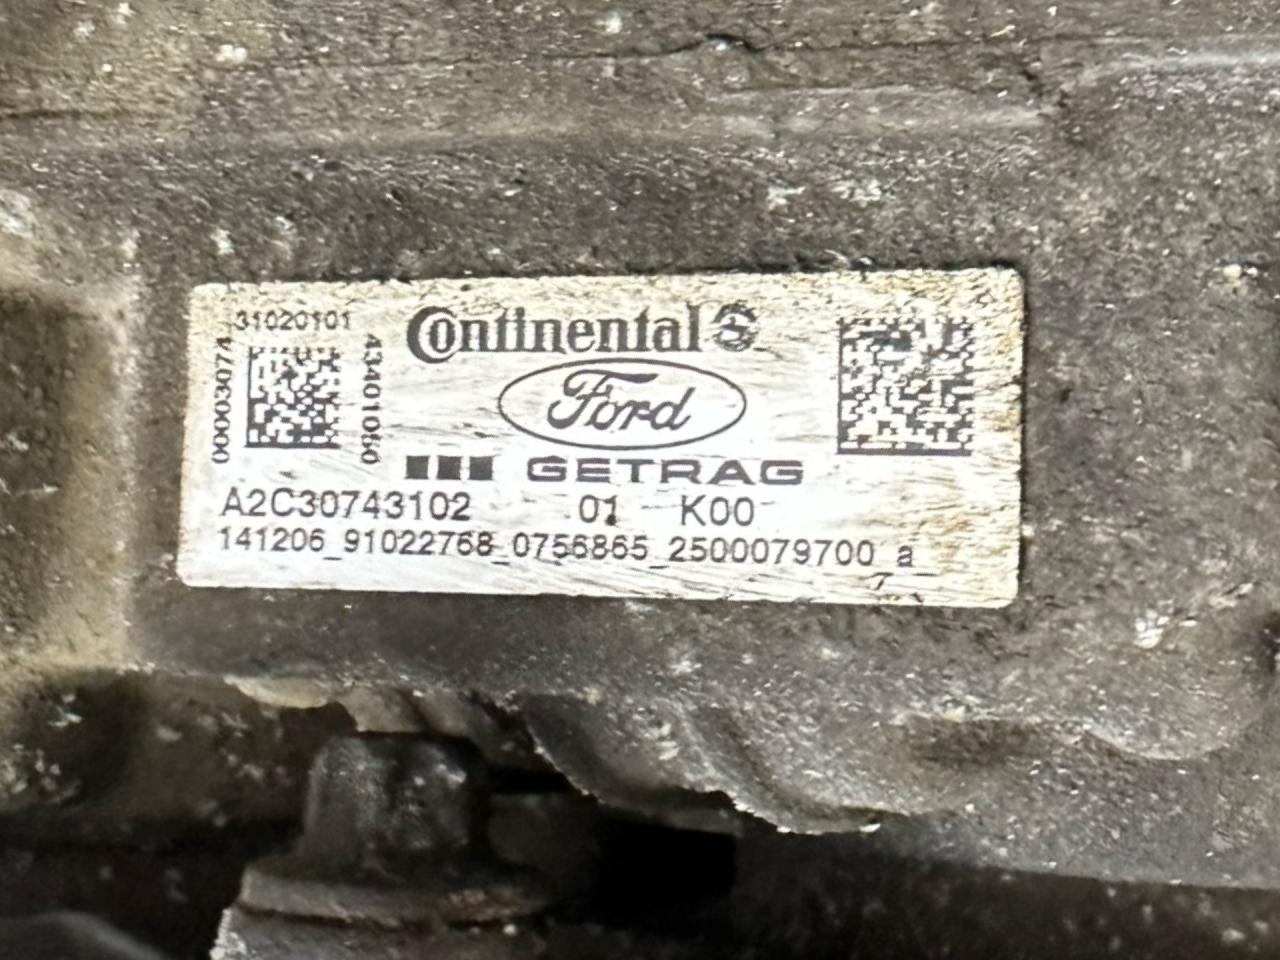 31020101
00003074
43401060
Continental
Ford
GETRAG
A2C30743102 01 K00
141206_91022768_0756865_2500079700_a